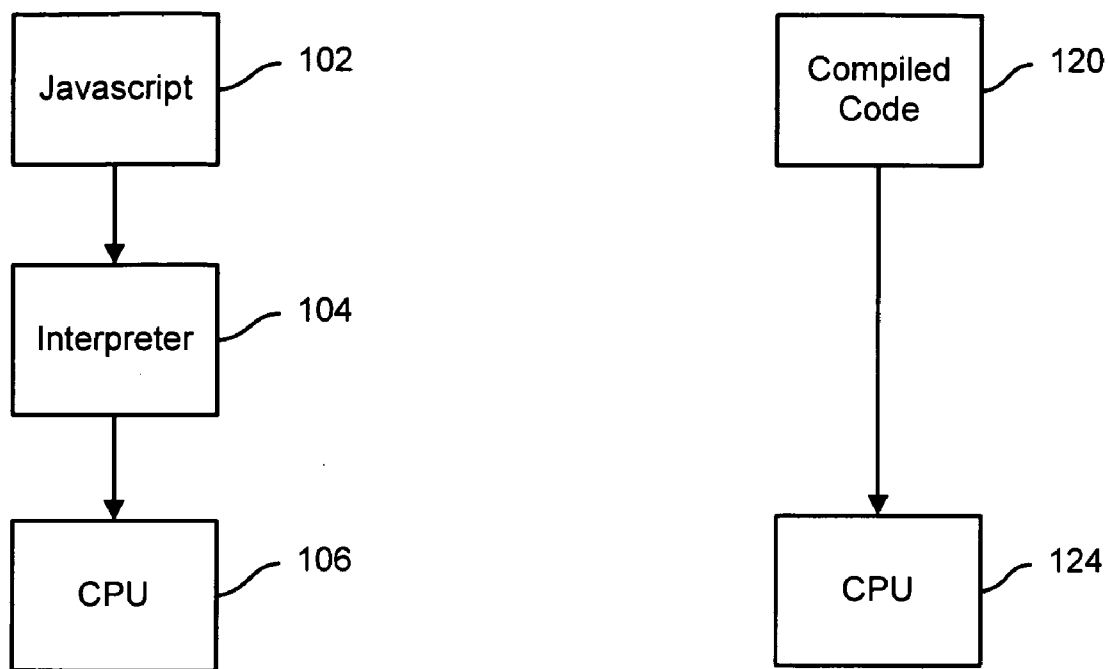 Javascript
102
Interpreter
104
CPU
106
Compiled
Code
120
CPU
124